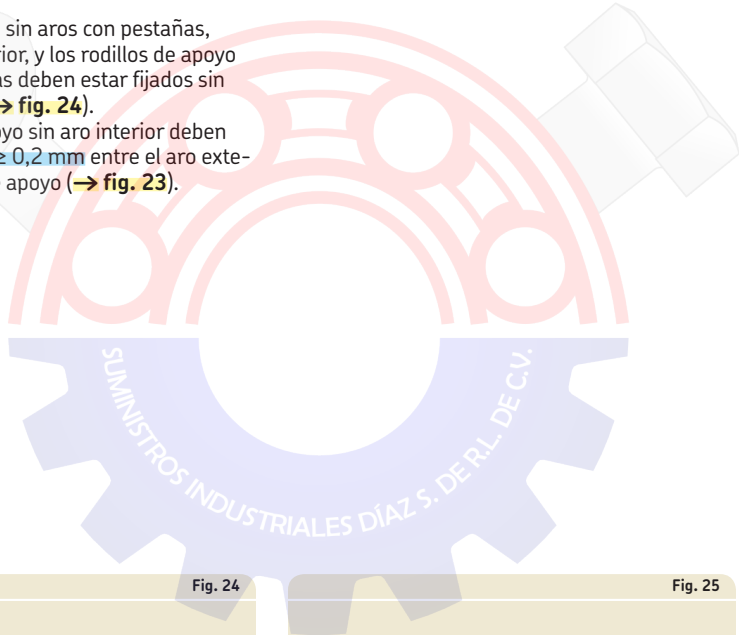 sin aros con pestañas,
rior, y los rodillos de apoyo
as deben estar fijados sin
→ fig. 24).
oyo sin aro interior deben
≥ 0,2 mm entre el aro exte-
apoyo (→ fig. 23).
SUMINISTROS INDUSTRIALES DÍAZ S. DE R.L. DE C.V.
Fig. 24
Fig. 25